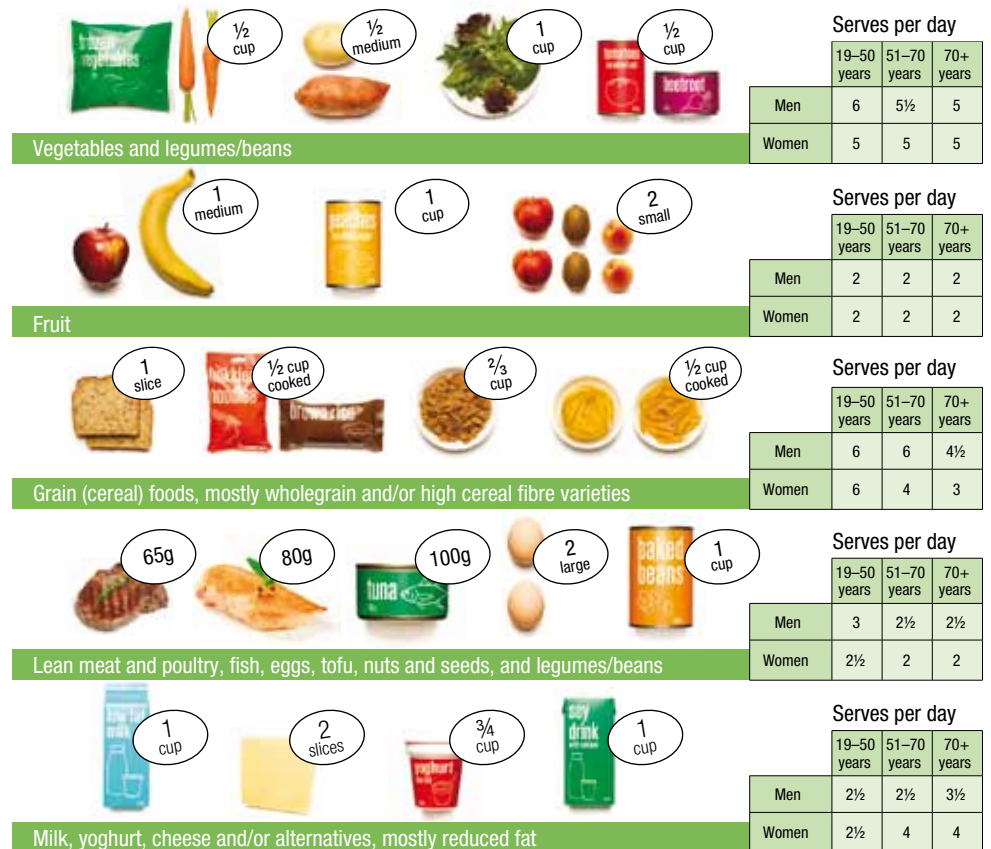 frozen
vegetables
½
cup
½
medium
1
cup
tomatoes
beetroot
½
cup
Vegetables and legumes/beans
Serves per day
19–50 years 51–70 years 70+ years
Men 6 5½ 5
Women 5 5 5
1
medium
peaches
1
cup
2
small
Fruit
Serves per day
19–50 years 51–70 years 70+ years
Men 2 2 2
Women 2 2 2
1
slice
noodles
½ cup
cooked
brown rice
⅔
cup
½ cup
cooked
Grain (cereal) foods, mostly wholegrain and/or high cereal fibre varieties
Serves per day
19–50 years 51–70 years 70+ years
Men 6 6 4½
Women 6 4 3
65g
80g
tuna
100g
2
large
baked
beans
1
cup
Lean meat and poultry, fish, eggs, tofu, nuts and seeds, and legumes/beans
Serves per day
19–50 years 51–70 years 70+ years
Men 3 2½ 2½
Women 2½ 2 2
low fat
milk
1
cup
2
slices
yoghurt
¾
cup
soy
drink
1
cup
Milk, yoghurt, cheese and/or alternatives, mostly reduced fat
Serves per day
19–50 years 51–70 years 70+ years
Men 2½ 2½ 3½
Women 2½ 4 4